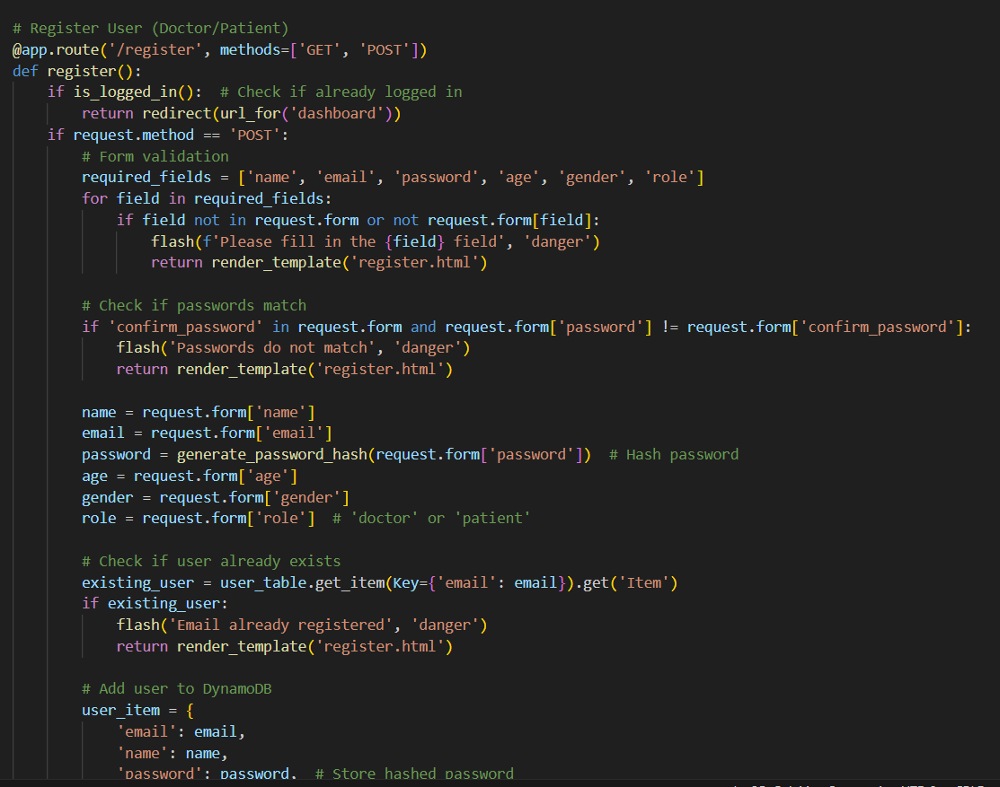 # Register User (Doctor/Patient)
@app.route('/register', methods=['GET', 'POST'])
def register():
    if is_logged_in():  # Check if already logged in
        return redirect(url_for('dashboard'))
    if request.method == 'POST':
        # Form validation
        required_fields = ['name', 'email', 'password', 'age', 'gender', 'role']
        for field in required_fields:
            if field not in request.form or not request.form[field]:
                flash(f'Please fill in the {field} field', 'danger')
                return render_template('register.html')

        # Check if passwords match
        if 'confirm_password' in request.form and request.form['password'] != request.form['confirm_password']:
            flash('Passwords do not match', 'danger')
            return render_template('register.html')

        name = request.form['name']
        email = request.form['email']
        password = generate_password_hash(request.form['password'])  # Hash password
        age = request.form['age']
        gender = request.form['gender']
        role = request.form['role']  # 'doctor' or 'patient'

        # Check if user already exists
        existing_user = user_table.get_item(Key={'email': email}).get('Item')
        if existing_user:
            flash('Email already registered', 'danger')
            return render_template('register.html')

        # Add user to DynamoDB
        user_item = {
            'email': email,
            'name': name,
            'password': password,  # Store hashed password